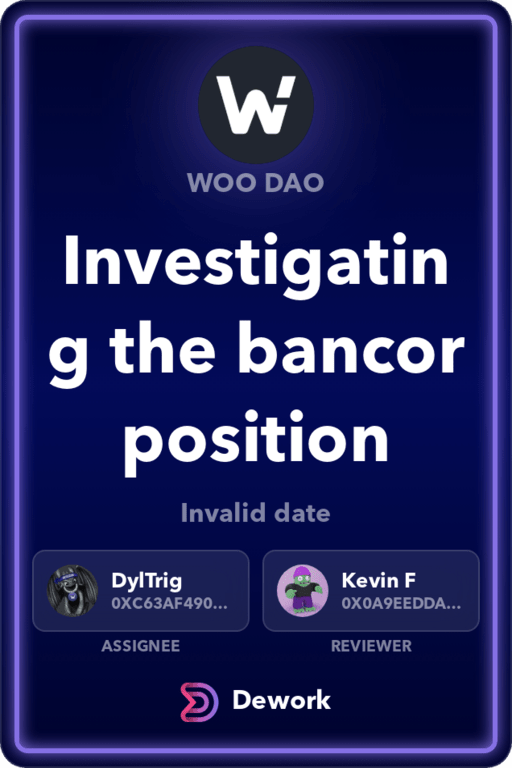 WOO DAO
Investigatin
g the bancor
position
Invalid date
DylTrig
0XC63AF490...
Kevin F
0X0A9EEDDA...
ASSIGNEE
REVIEWER
Dework